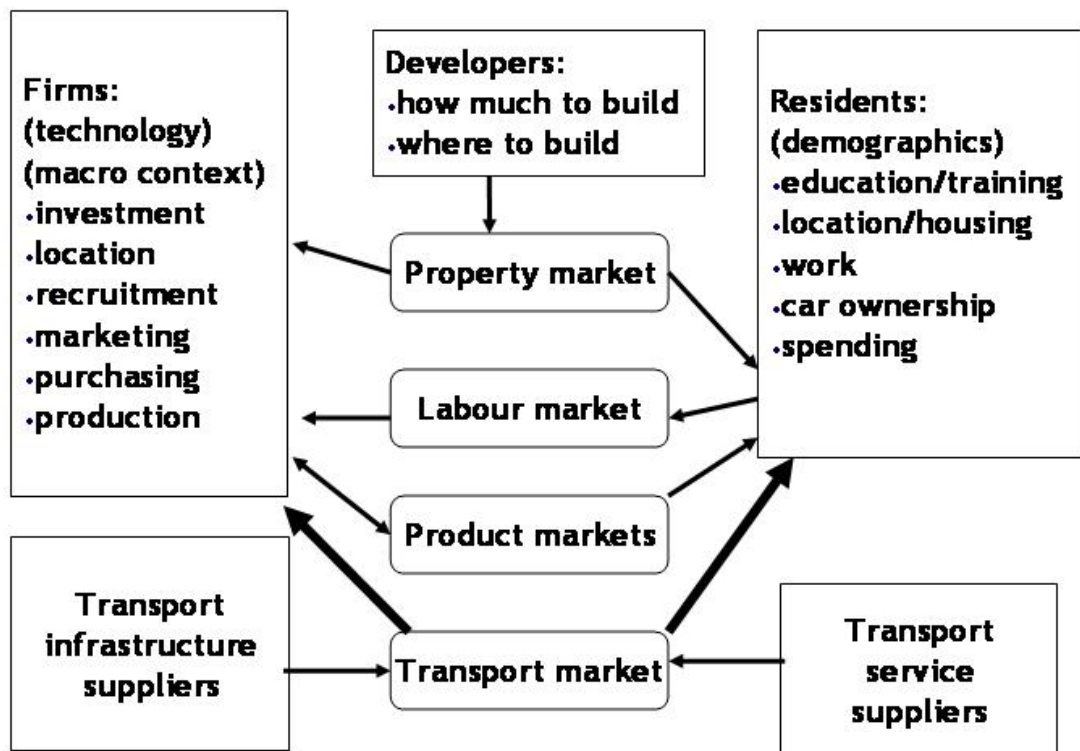 Firms:
(technology)
(macro context)
•investment
•location
•recruitment
•marketing
•purchasing
•production
Developers:
•how much to build
•where to build
Residents:
(demographics)
•education/training
•location/housing
•work
•car ownership
•spending
Property market
Labour market
Product markets
Transport
infrastructure
suppliers
Transport market
Transport
service
suppliers